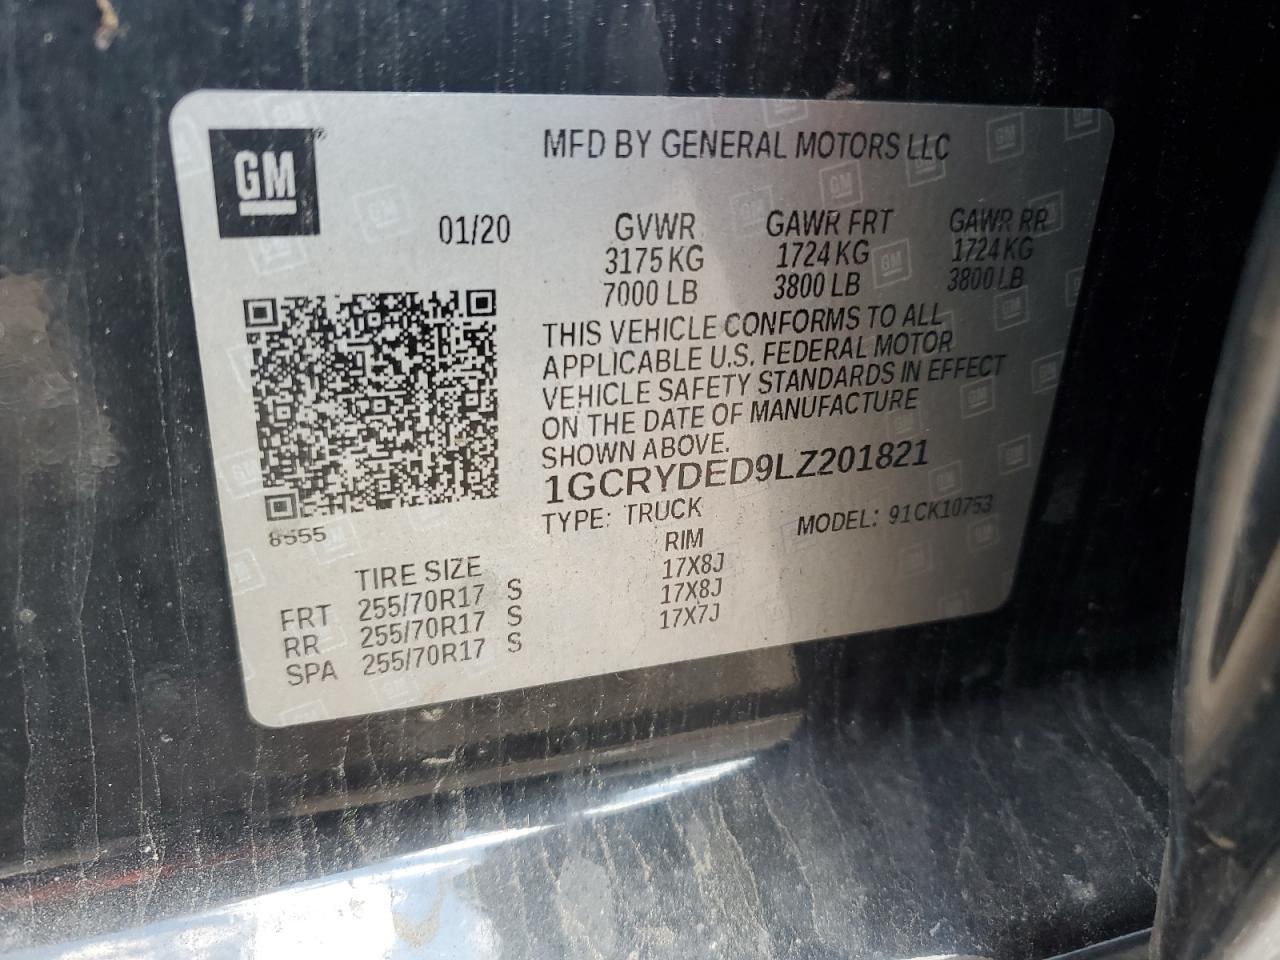 GM®
MFD BY GENERAL MOTORS LLC
01/20
GVWR GAWR FRT GAWR RR
3175 KG 1724 KG 1724 KG
7000 LB 3800 LB 3800 LB
THIS VEHICLE CONFORMS TO ALL
APPLICABLE U.S. FEDERAL MOTOR
VEHICLE SAFETY STANDARDS IN EFFECT
ON THE DATE OF MANUFACTURE
SHOWN ABOVE.
1GCRYDED9LZ201821
TYPE: TRUCK MODEL: 91CK10753
8555
TIRE SIZE RIM
FRT 255/70R17 S 17X8J
RR 255/70R17 S 17X8J
SPA 255/70R17 S 17X7J